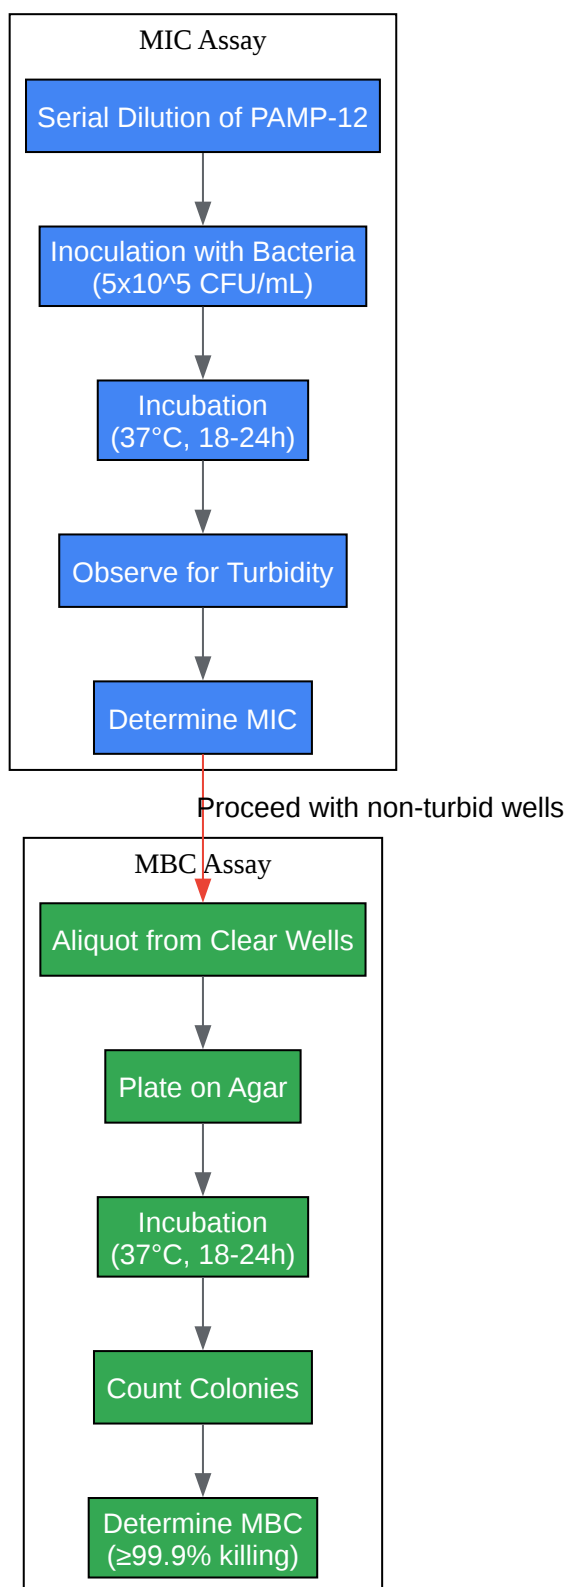 MIC Assay
Serial Dilution of PAMP-12
Inoculation with Bacteria
(5x10^5 CFU/mL)
Incubation
(37°C, 18-24h)
Observe for Turbidity
Determine MIC
Proceed with non-turbid wells
MBC Assay
Aliquot from Clear Wells
Plate on Agar
Incubation
(37°C, 18-24h)
Count Colonies
Determine MBC
(≥99.9% killing)